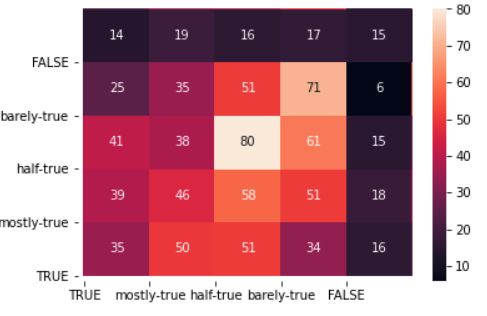 14 19 16 17 15
FALSE
25 35 51 71 6
barely-true
41 38 80 61 15
half-true
39 46 58 51 18
mostly-true
35 50 51 34 16
TRUE
TRUE mostly-true half-true barely-true FALSE
80
70
60
50
40
30
20
10